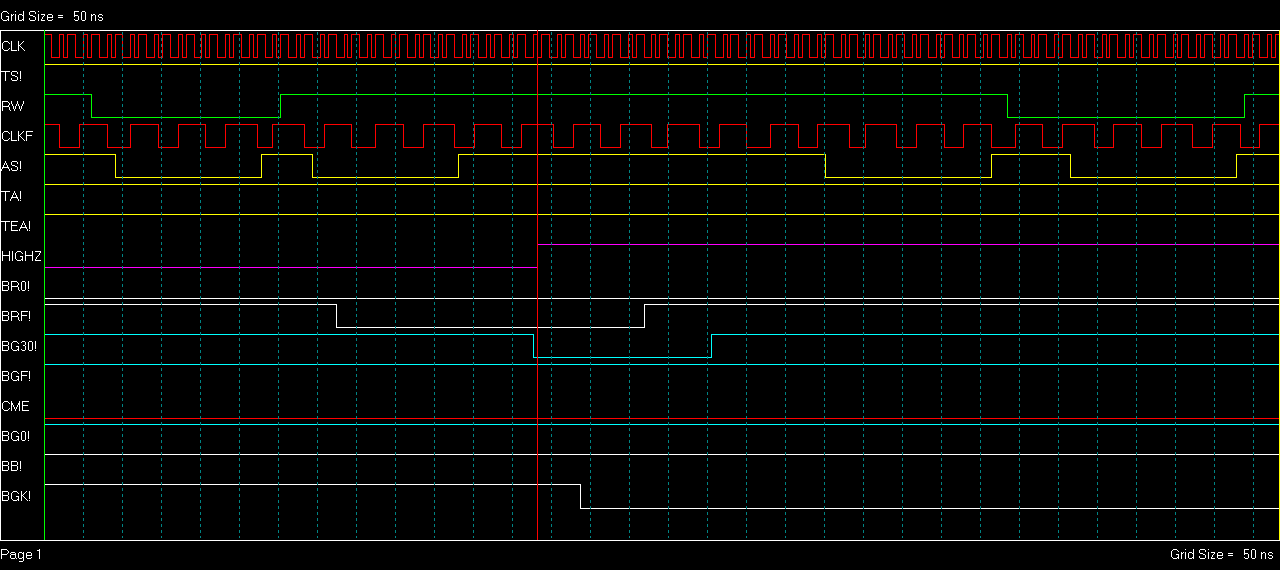 Grid Size = 50 ns
CLK
TS!
RW
CLKF
AS!
TA!
TEA!
HIGHZ
BR0!
BRF!
BG30!
BGF!
CME
BG0!
BB!
BGK!
Page 1
Grid Size = 50 ns